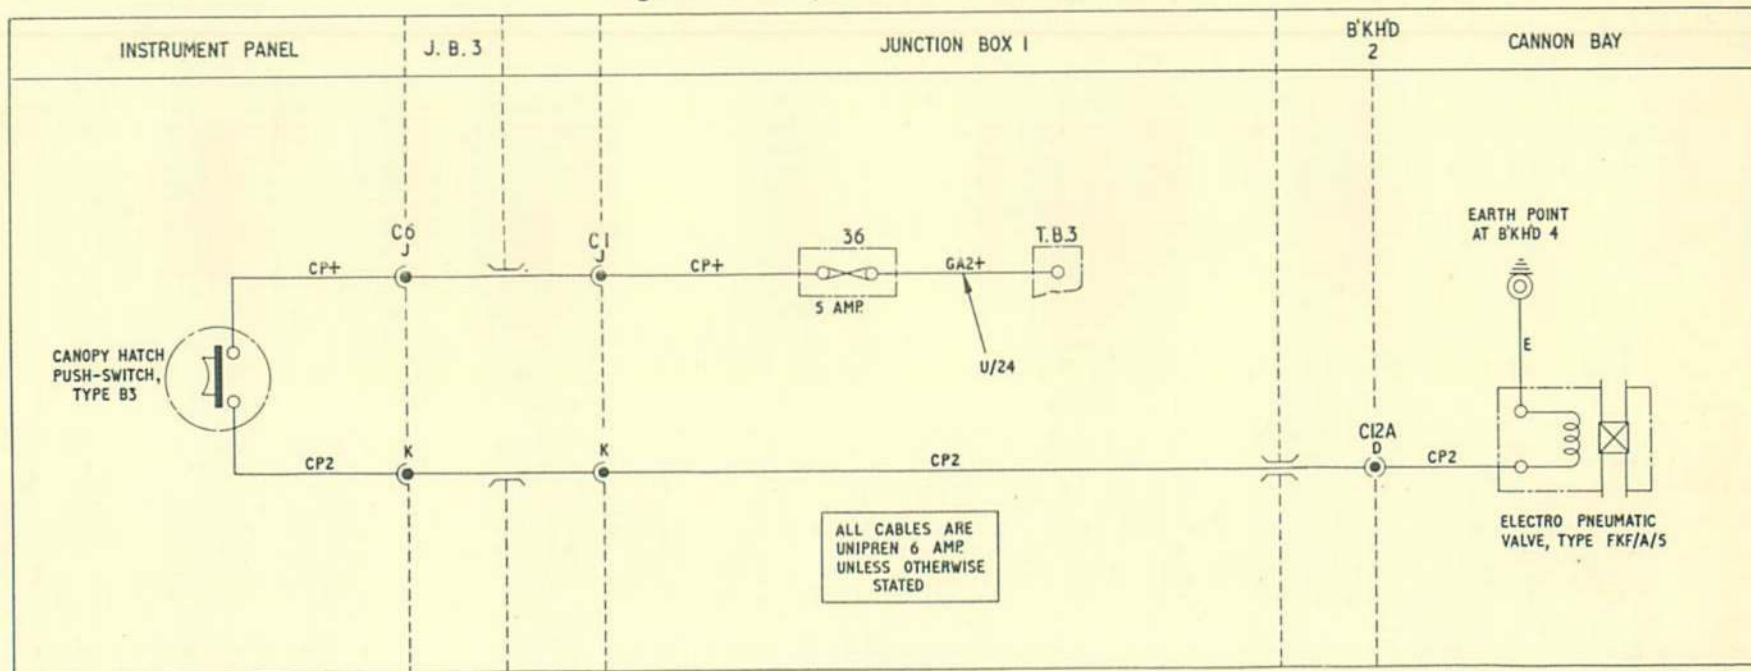 INSTRUMENT PANEL
J. B. 3
JUNCTION BOX 1
B'KH'D
2
CANNON BAY
C6
J
C1
J
36
T.B.3
EARTH POINT
AT B'KH'D 4
CP+
CP+
GA2+
5 AMP.
U/24
E
CANOPY HATCH
PUSH-SWITCH,
TYPE B3
K
K
C12A
D
CP2
CP2
CP2
ALL CABLES ARE
UNIPREN 6 AMP.
UNLESS OTHERWISE
STATED
ELECTRO PNEUMATIC
VALVE, TYPE FKF/A/5